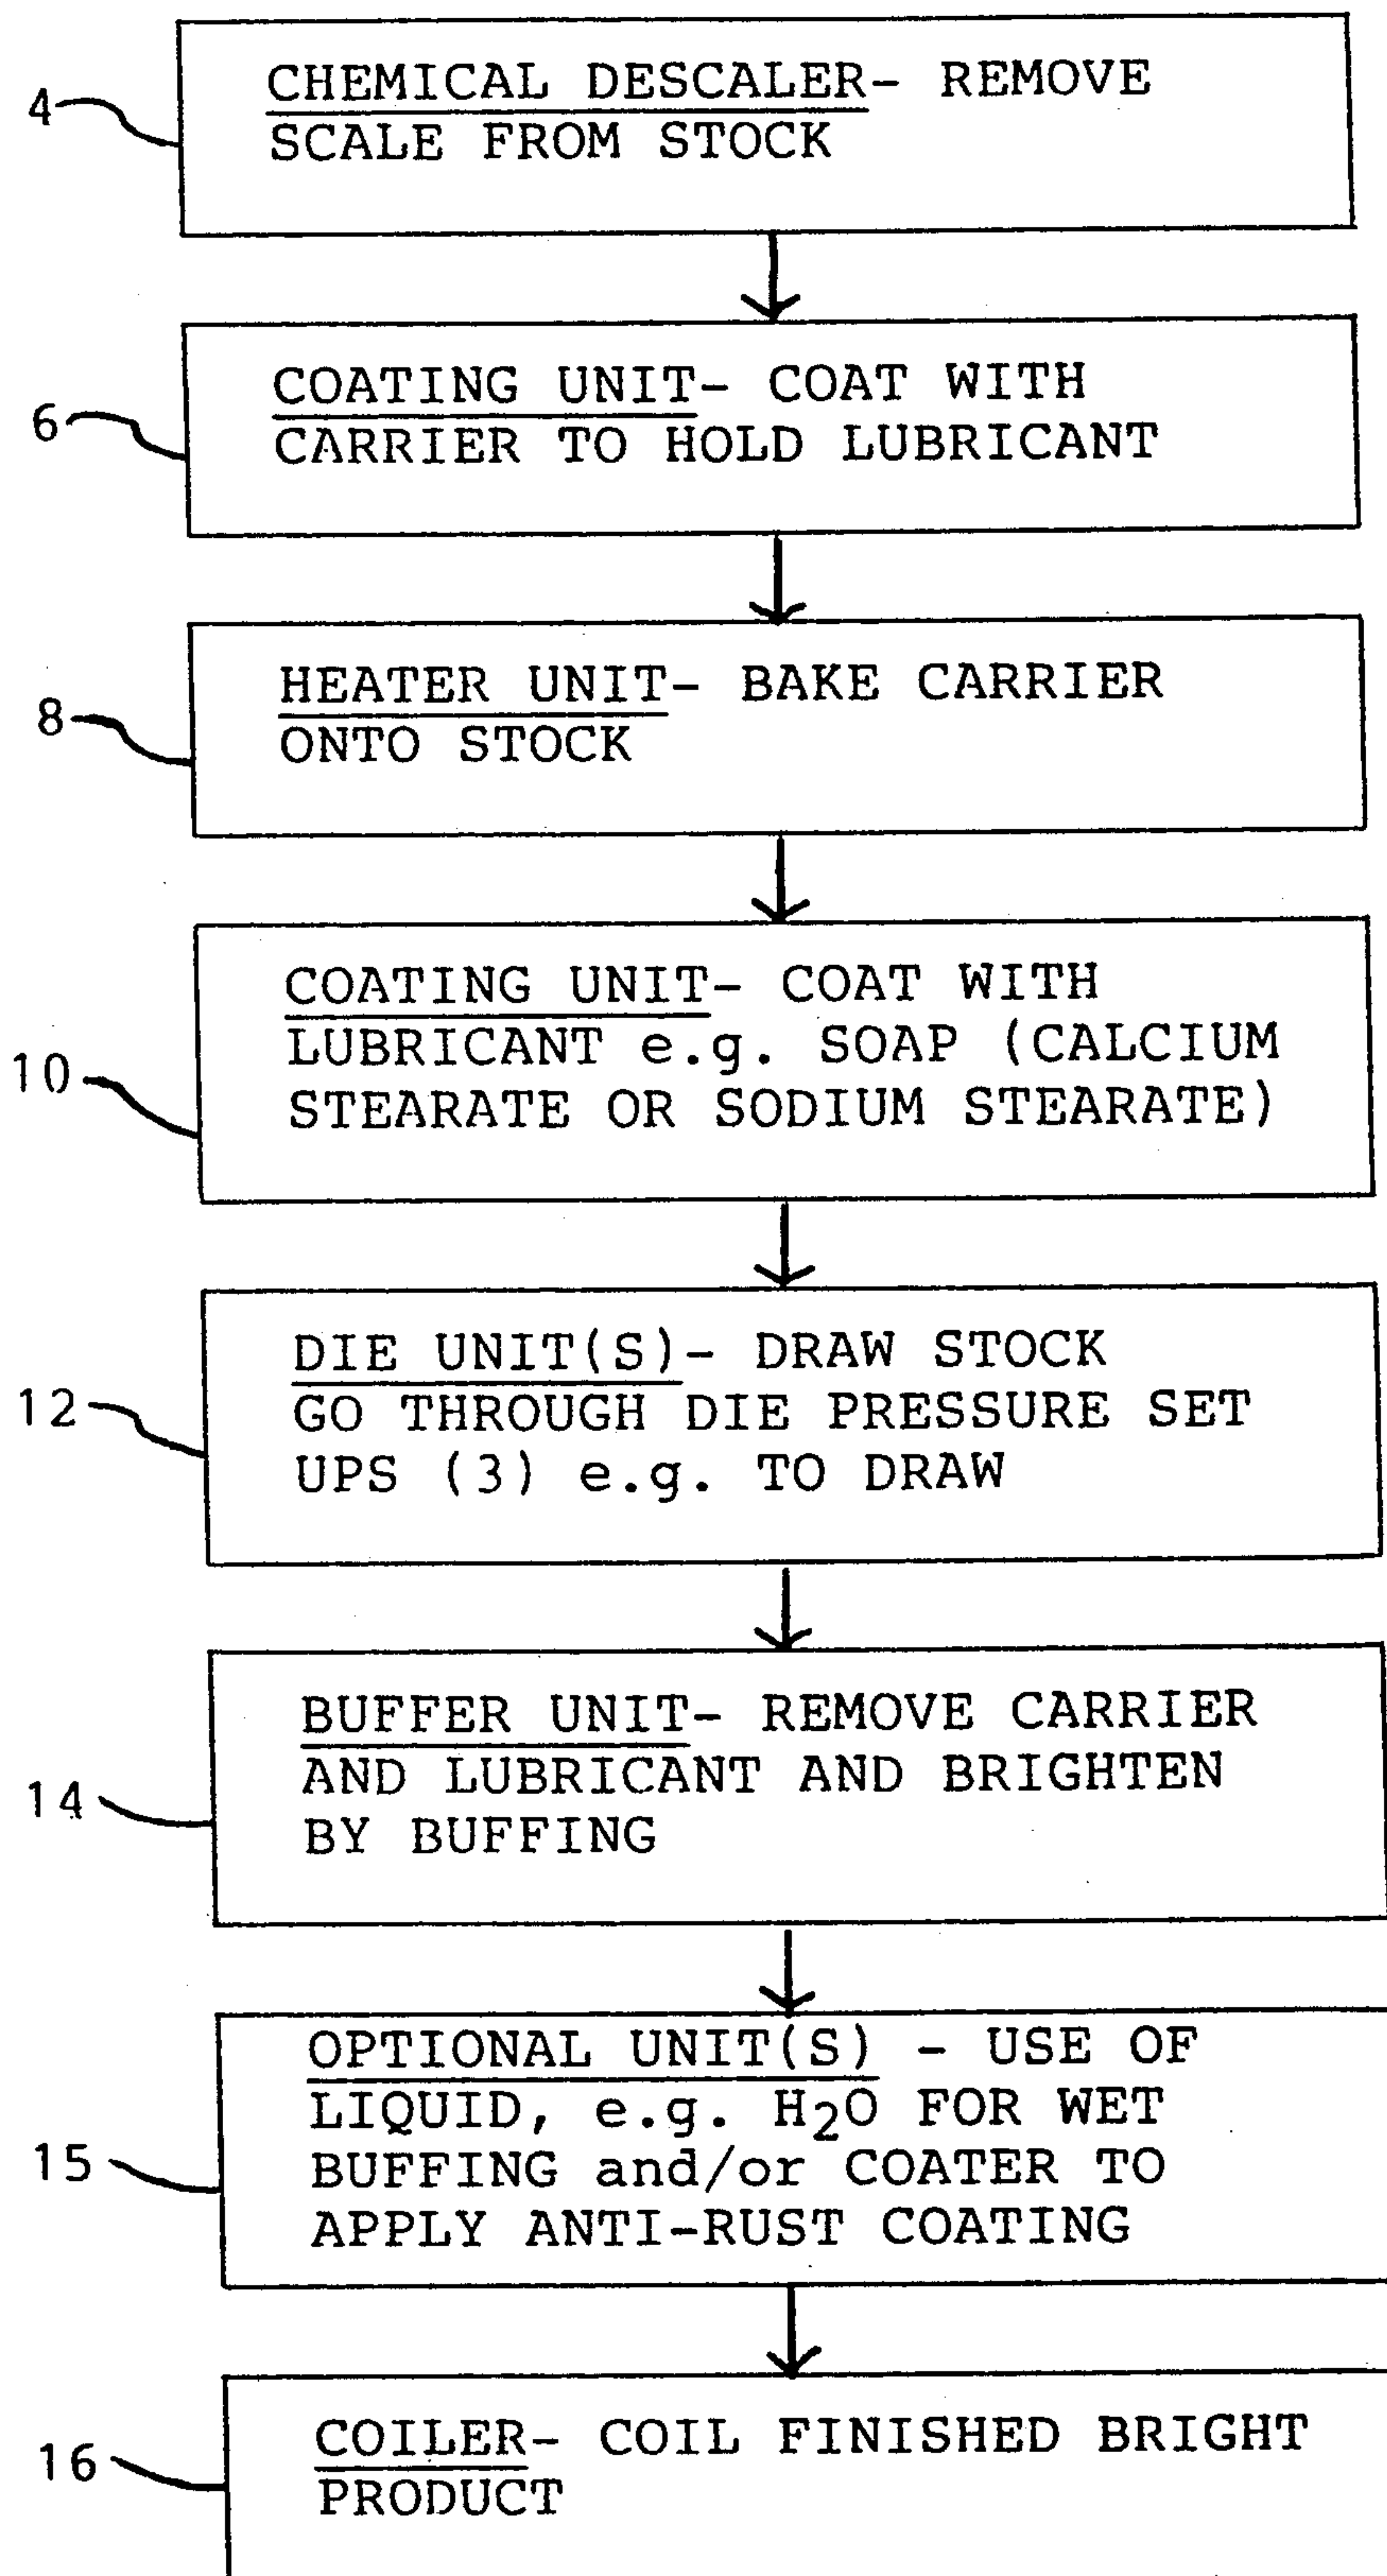 CHEMICAL DESCALER- REMOVE
4
SCALE FROM STOCK
COATING UNIT- COAT WITH
6
CARRIER TO HOLD LUBRICANT
HEATER UNIT- BAKE CARRIER
8
ONTO STOCK
COATING UNIT- COAT WITH
LUBRICANT e.g. SOAP (CALCIUM
10
STEARATE OR SODIUM STEARATE)
DIE UNIT(S)- DRAW STOCK
12
GO THROUGH DIE PRESSURE SET
UPS (3) e.g. TO DRAW
BUFFER UNIT- REMOVE CARRIER
AND LUBRICANT AND BRIGHTEN
14
BY BUFFING
OPTIONAL UNIT(S) - USE OF
LIQUID, e.g. H₂O FOR WET
15
BUFFING and/or COATER TO
APPLY ANTI-RUST COATING
COILER- COIL FINISHED BRIGHT
16
PRODUCT